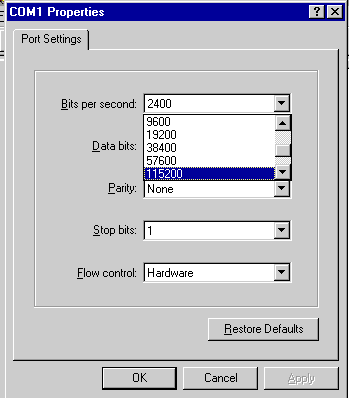 COM1 Properties
Port Settings
Bits per second: 2400
9600
19200
Data bits: 38400
57600
115200
Parity: None
Stop bits: 1
Flow control: Hardware
Restore Defaults
OK Cancel Apply